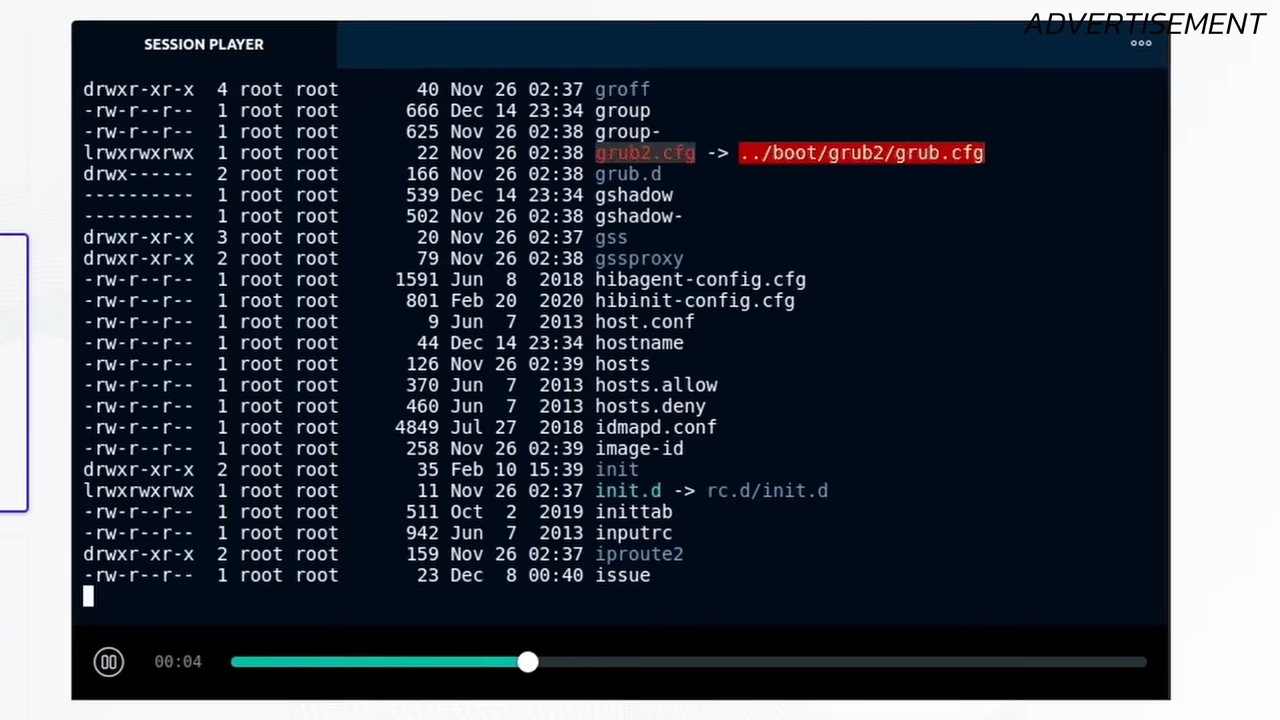 ADVERTISEMENT
SESSION PLAYER
drwxr-xr-x 4 root root 40 Nov 26 02:37 groff
-rw-r--r-- 1 root root 666 Dec 14 23:34 group
-rw-r--r-- 1 root root 625 Nov 26 02:38 group-
lrwxrwxrwx 1 root root 22 Nov 26 02:38 grub2.cfg -> ../boot/grub2/grub.cfg
drwx------ 2 root root 166 Nov 26 02:38 grub.d
---------- 1 root root 539 Dec 14 23:34 gshadow
---------- 1 root root 502 Nov 26 02:38 gshadow-
drwxr-xr-x 3 root root 20 Nov 26 02:37 gss
drwxr-xr-x 2 root root 79 Nov 26 02:38 gssproxy
-rw-r--r-- 1 root root 1591 Jun 8 2018 hibagent-config.cfg
-rw-r--r-- 1 root root 801 Feb 20 2020 hibinit-config.cfg
-rw-r--r-- 1 root root 9 Jun 7 2013 host.conf
-rw-r--r-- 1 root root 44 Dec 14 23:34 hostname
-rw-r--r-- 1 root root 126 Nov 26 02:39 hosts
-rw-r--r-- 1 root root 370 Jun 7 2013 hosts.allow
-rw-r--r-- 1 root root 460 Jun 7 2013 hosts.deny
-rw-r--r-- 1 root root 4849 Jul 27 2018 idmapd.conf
-rw-r--r-- 1 root root 258 Nov 26 02:39 image-id
drwxr-xr-x 2 root root 35 Feb 10 15:39 init
lrwxrwxrwx 1 root root 11 Nov 26 02:37 init.d -> rc.d/init.d
-rw-r--r-- 1 root root 511 Oct 2 2019 inittab
-rw-r--r-- 1 root root 942 Jun 7 2013 inputrc
drwxr-xr-x 2 root root 159 Nov 26 02:37 iproute2
-rw-r--r-- 1 root root 23 Dec 8 00:40 issue
00:04